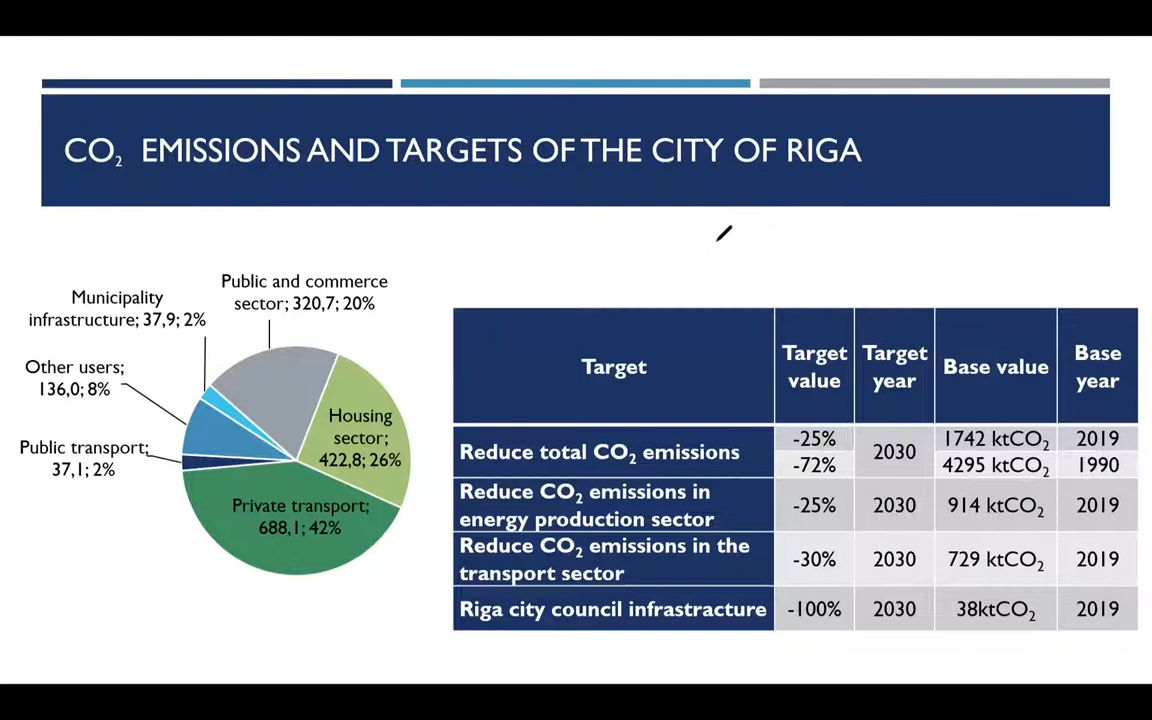 CO₂ EMISSIONS AND TARGETS OF THE CITY OF RIGA
Public and commerce
sector; 320,7; 20%
Municipality
infrastructure; 37,9; 2%
Other users;
136,0; 8%
Public transport;
37,1; 2%
Housing
sector;
422,8; 26%
Private transport;
688,1; 42%
Target
Target value
Target year
Base value
Base year
Reduce total CO₂ emissions
-25% 2030 1742 ktCO₂ 2019
-72% 4295 ktCO₂ 1990
Reduce CO₂ emissions in
energy production sector
-25% 2030 914 ktCO₂ 2019
Reduce CO₂ emissions in the
transport sector
-30% 2030 729 ktCO₂ 2019
Riga city council infrastracture -100% 2030 38ktCO₂ 2019